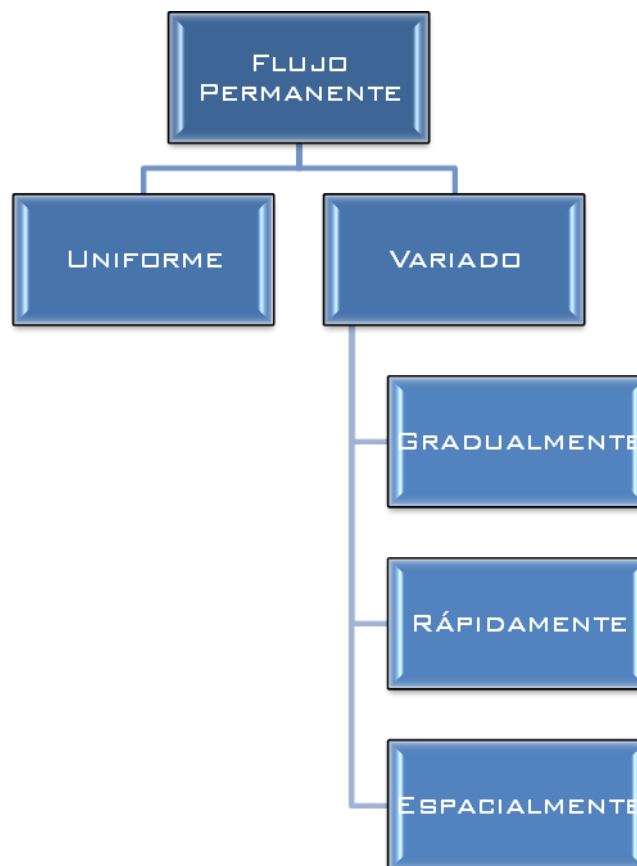 FLUJO
PERMANENTE
UNIFORME
VARIADO
GRADUALMENTE
RÁPIDAMENTE
ESPACIALMENTE